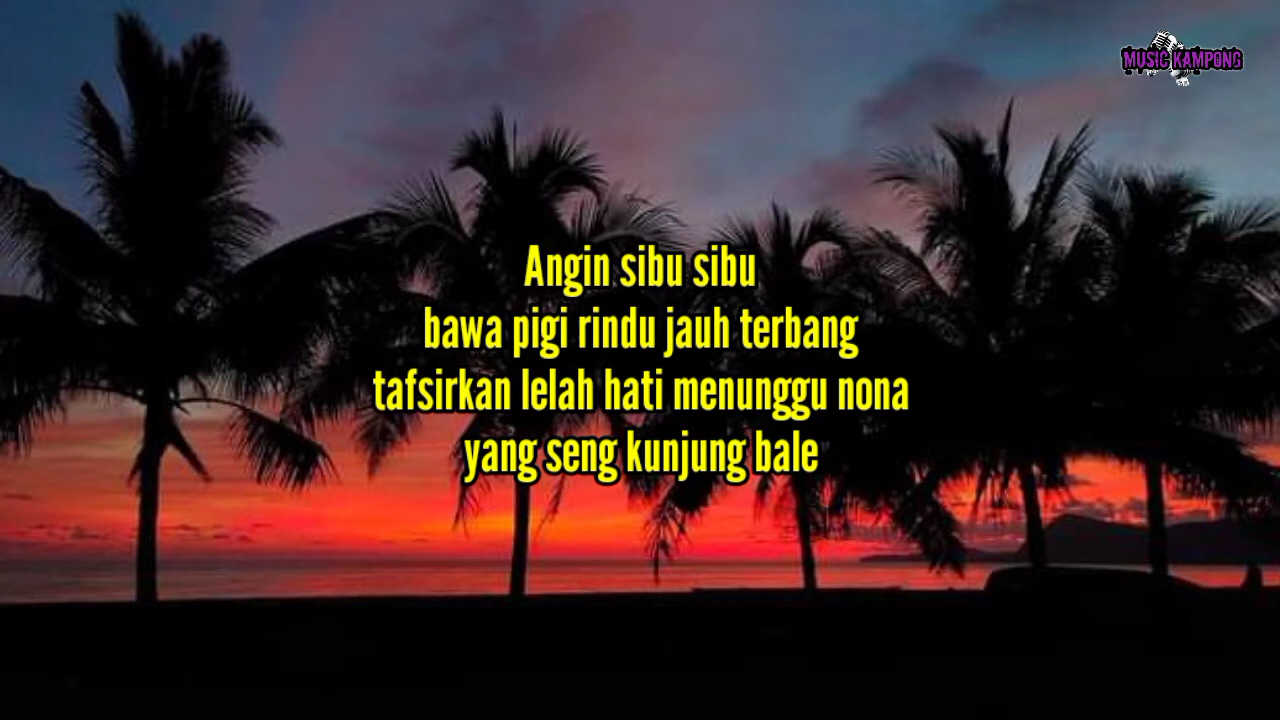 MUSIC KAMPONG
Angin sibu sibu
bawa pigi rindu jauh terbang
tafsirkan lelah hati menunggu nona
yang seng kunjung bale